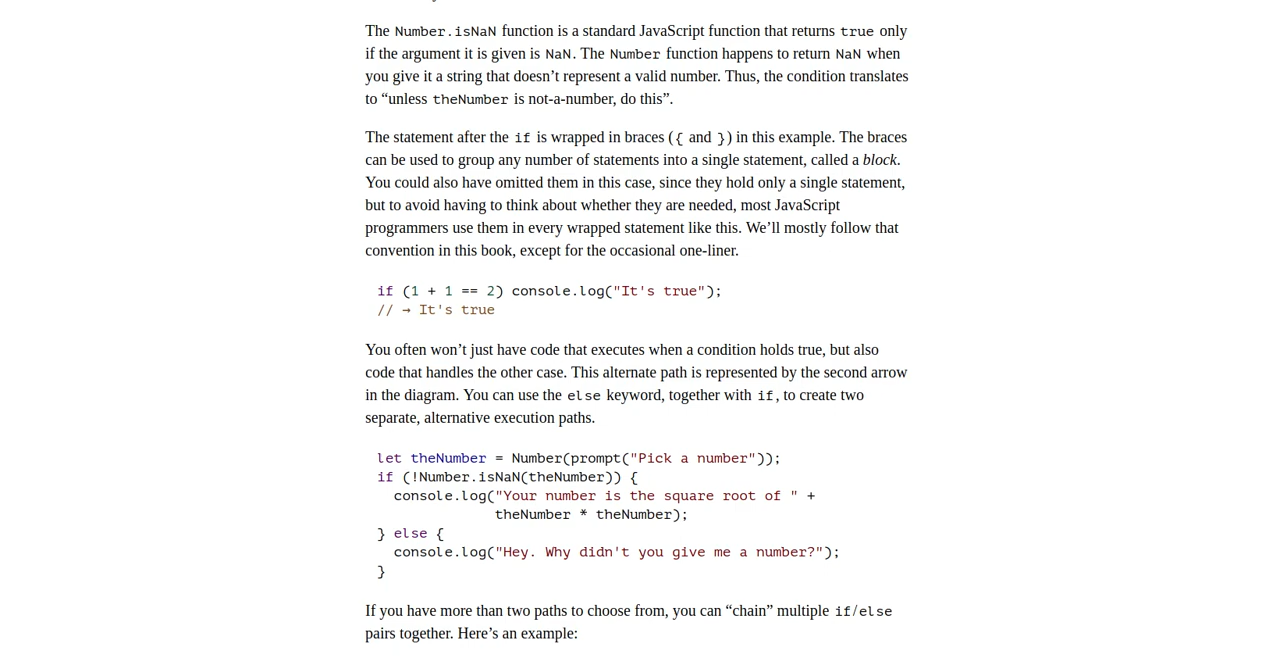 The Number.isNaN function is a standard JavaScript function that returns true only
if the argument it is given is NaN. The Number function happens to return NaN when
you give it a string that doesn’t represent a valid number. Thus, the condition translates
to “unless theNumber is not-a-number, do this”.
The statement after the if is wrapped in braces ({ and }) in this example. The braces
can be used to group any number of statements into a single statement, called a block.
You could also have omitted them in this case, since they hold only a single statement,
but to avoid having to think about whether they are needed, most JavaScript
programmers use them in every wrapped statement like this. We’ll mostly follow that
convention in this book, except for the occasional one-liner.
if (1 + 1 == 2) console.log("It's true");
// → It's true
You often won’t just have code that executes when a condition holds true, but also
code that handles the other case. This alternate path is represented by the second arrow
in the diagram. You can use the else keyword, together with if, to create two
separate, alternative execution paths.
let theNumber = Number(prompt("Pick a number"));
if (!Number.isNaN(theNumber)) {
  console.log("Your number is the square root of " +
              theNumber * theNumber);
} else {
  console.log("Hey. Why didn't you give me a number?");
}
If you have more than two paths to choose from, you can “chain” multiple if/else
pairs together. Here’s an example: